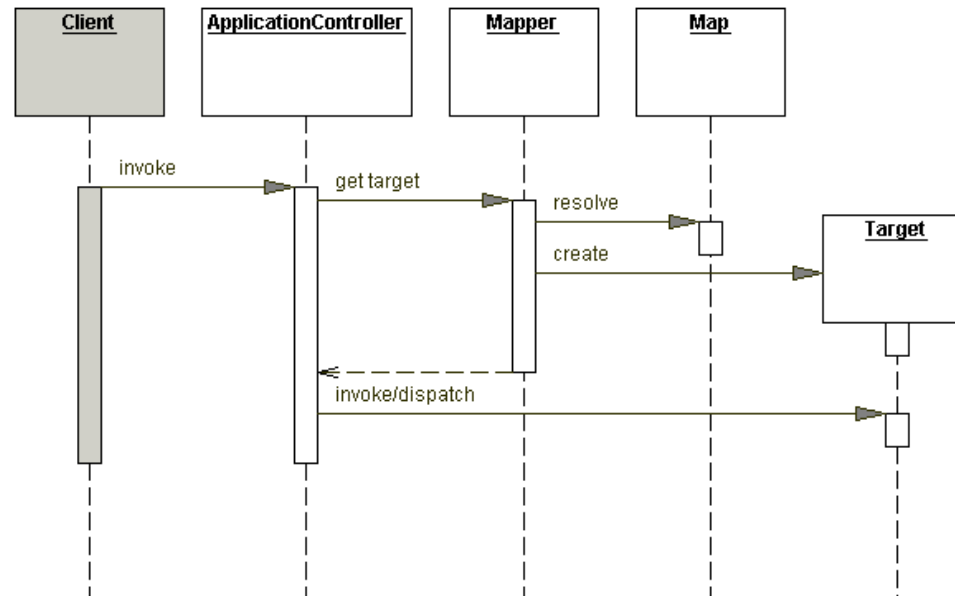 Client
ApplicationController
Mapper
Map
invoke
get target
resolve
Target
create
invoke/dispatch